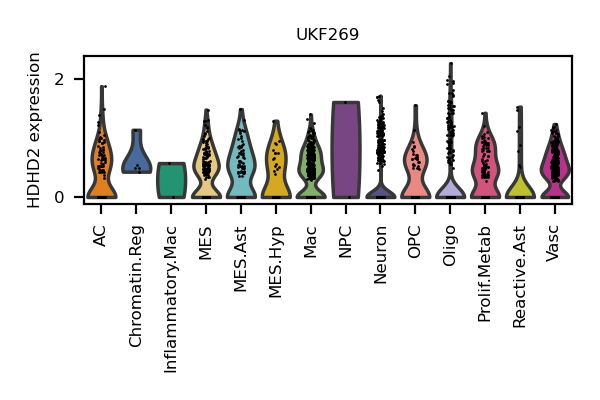 UKF269
HDHD2 expression
2
0
AC
Chromatin.Reg
Inflammatory.Mac
MES
MES.Ast
MES.Hyp
Mac
NPC
Neuron
OPC
Oligo
Prolif.Metab
Reactive.Ast
Vasc